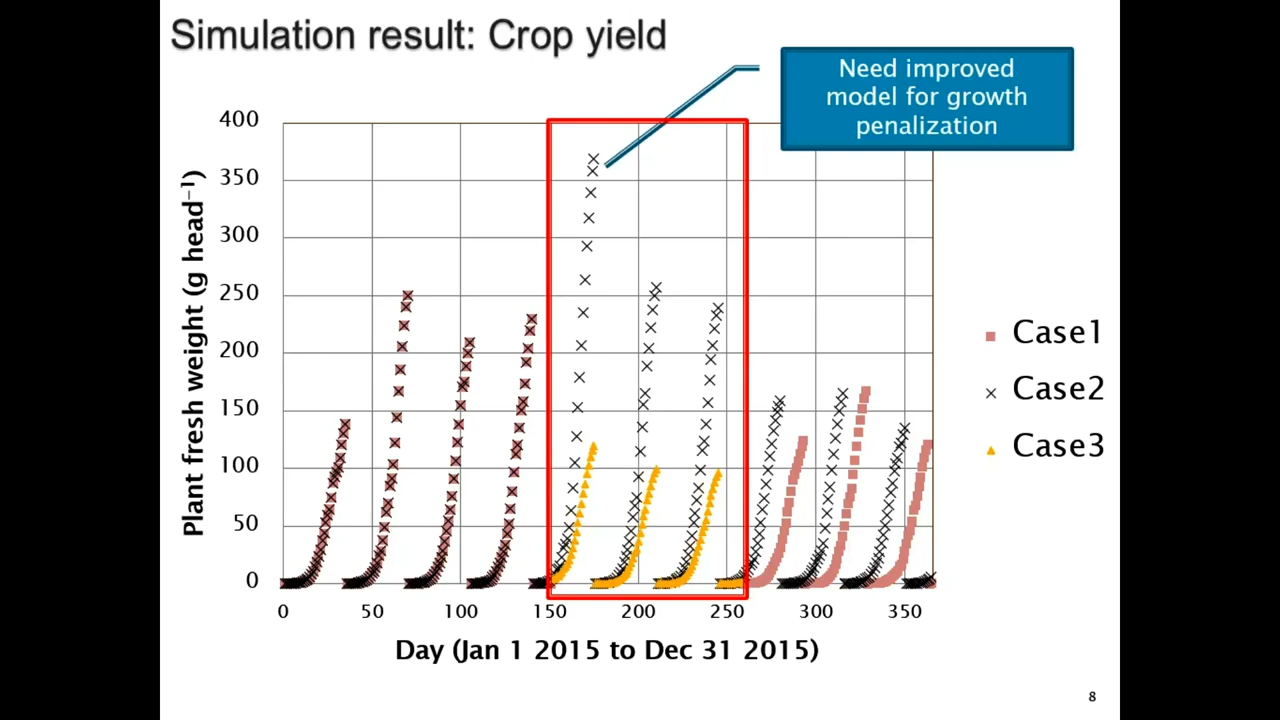 Simulation result: Crop yield
Need improved
model for growth
penalization
400
350
300
250
200
150
100
50
0
Plant fresh weight (g head⁻¹)
0 50 100 150 200 250 300 350
Day (Jan 1 2015 to Dec 31 2015)
Case1
Case2
Case3
8